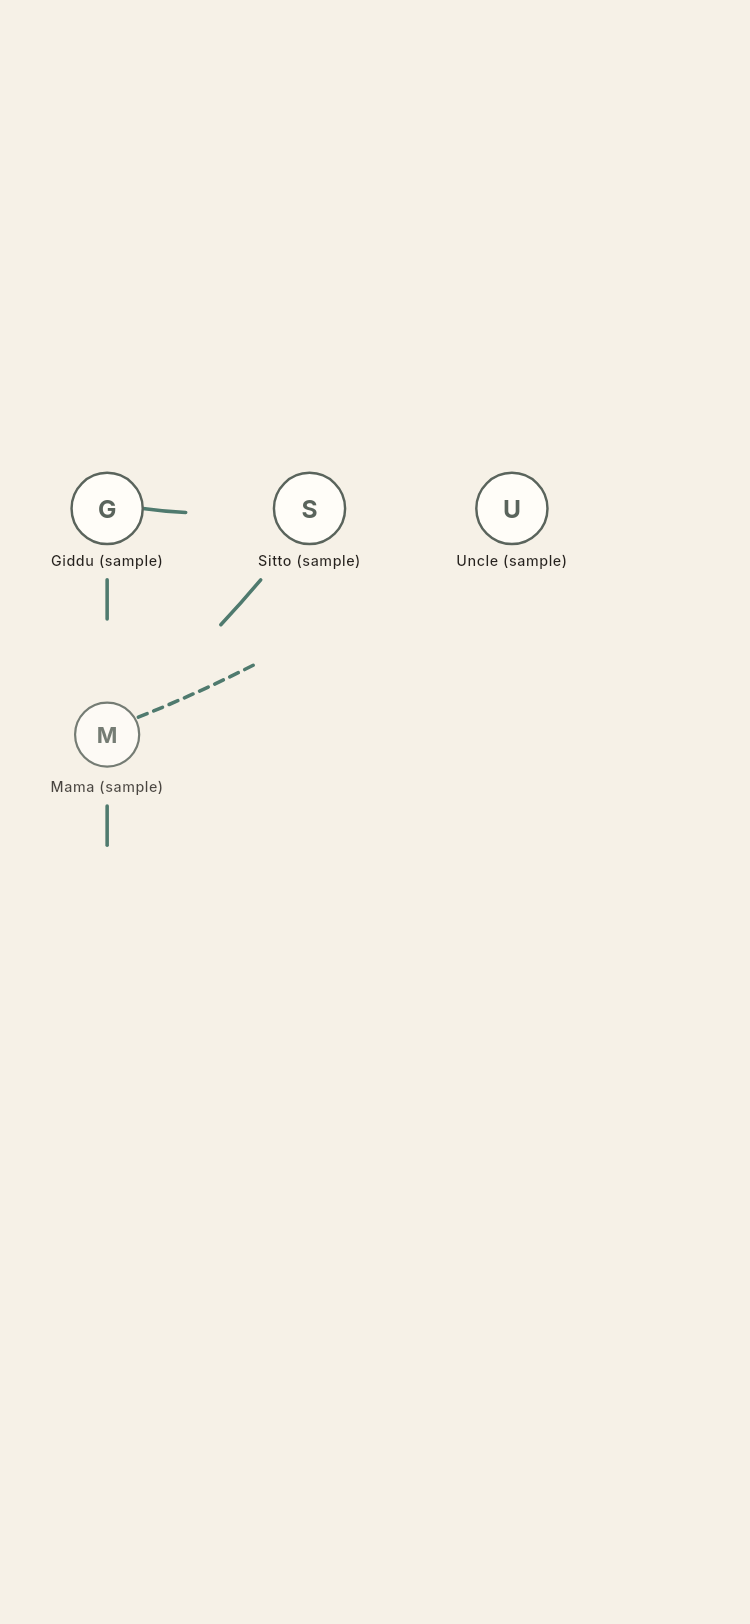 G
S
U
Giddu (sample)
Sitto (sample)
Uncle (sample)
M
Mama (sample)